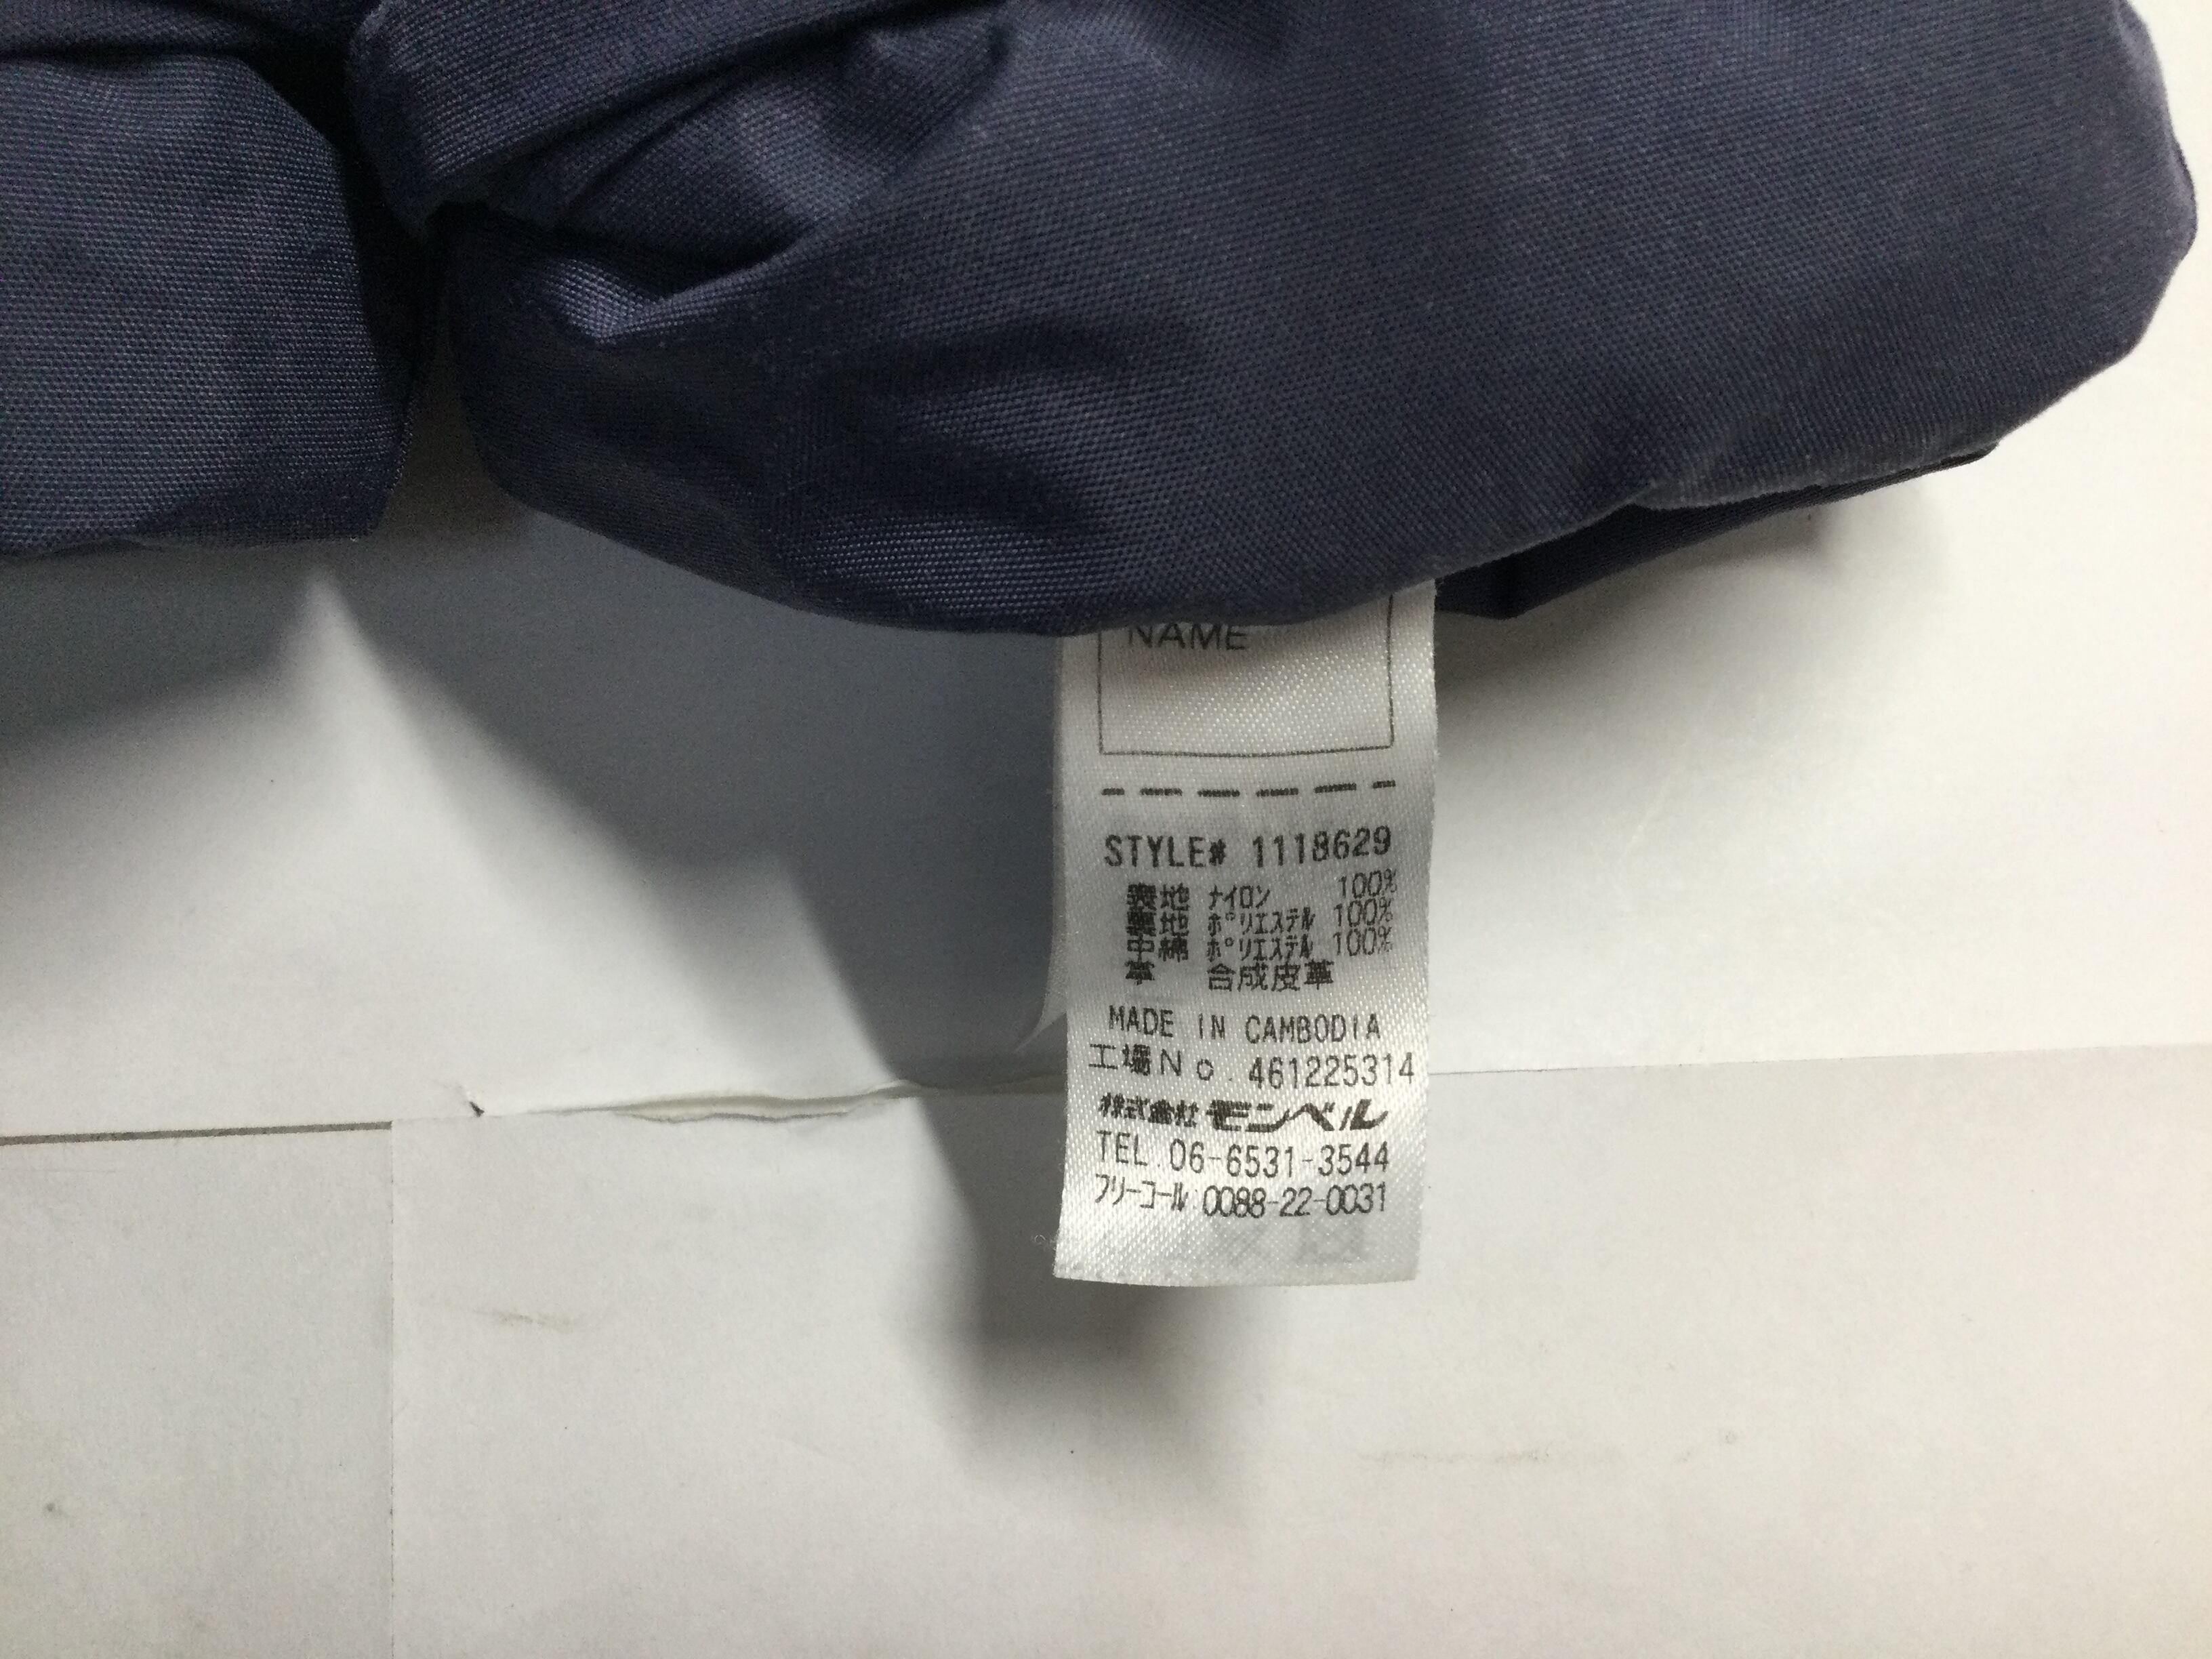 NAME
STYLE# 1118629
表地 ナイロン 100%
裏地 ポリエステル 100%
中綿 ポリエステル 100%
革 合成皮革
MADE IN CAMBODIA
工場No. 461225314
株式会社モンベル
TEL.06-6531-3544
フリーコール 0088-22-0031